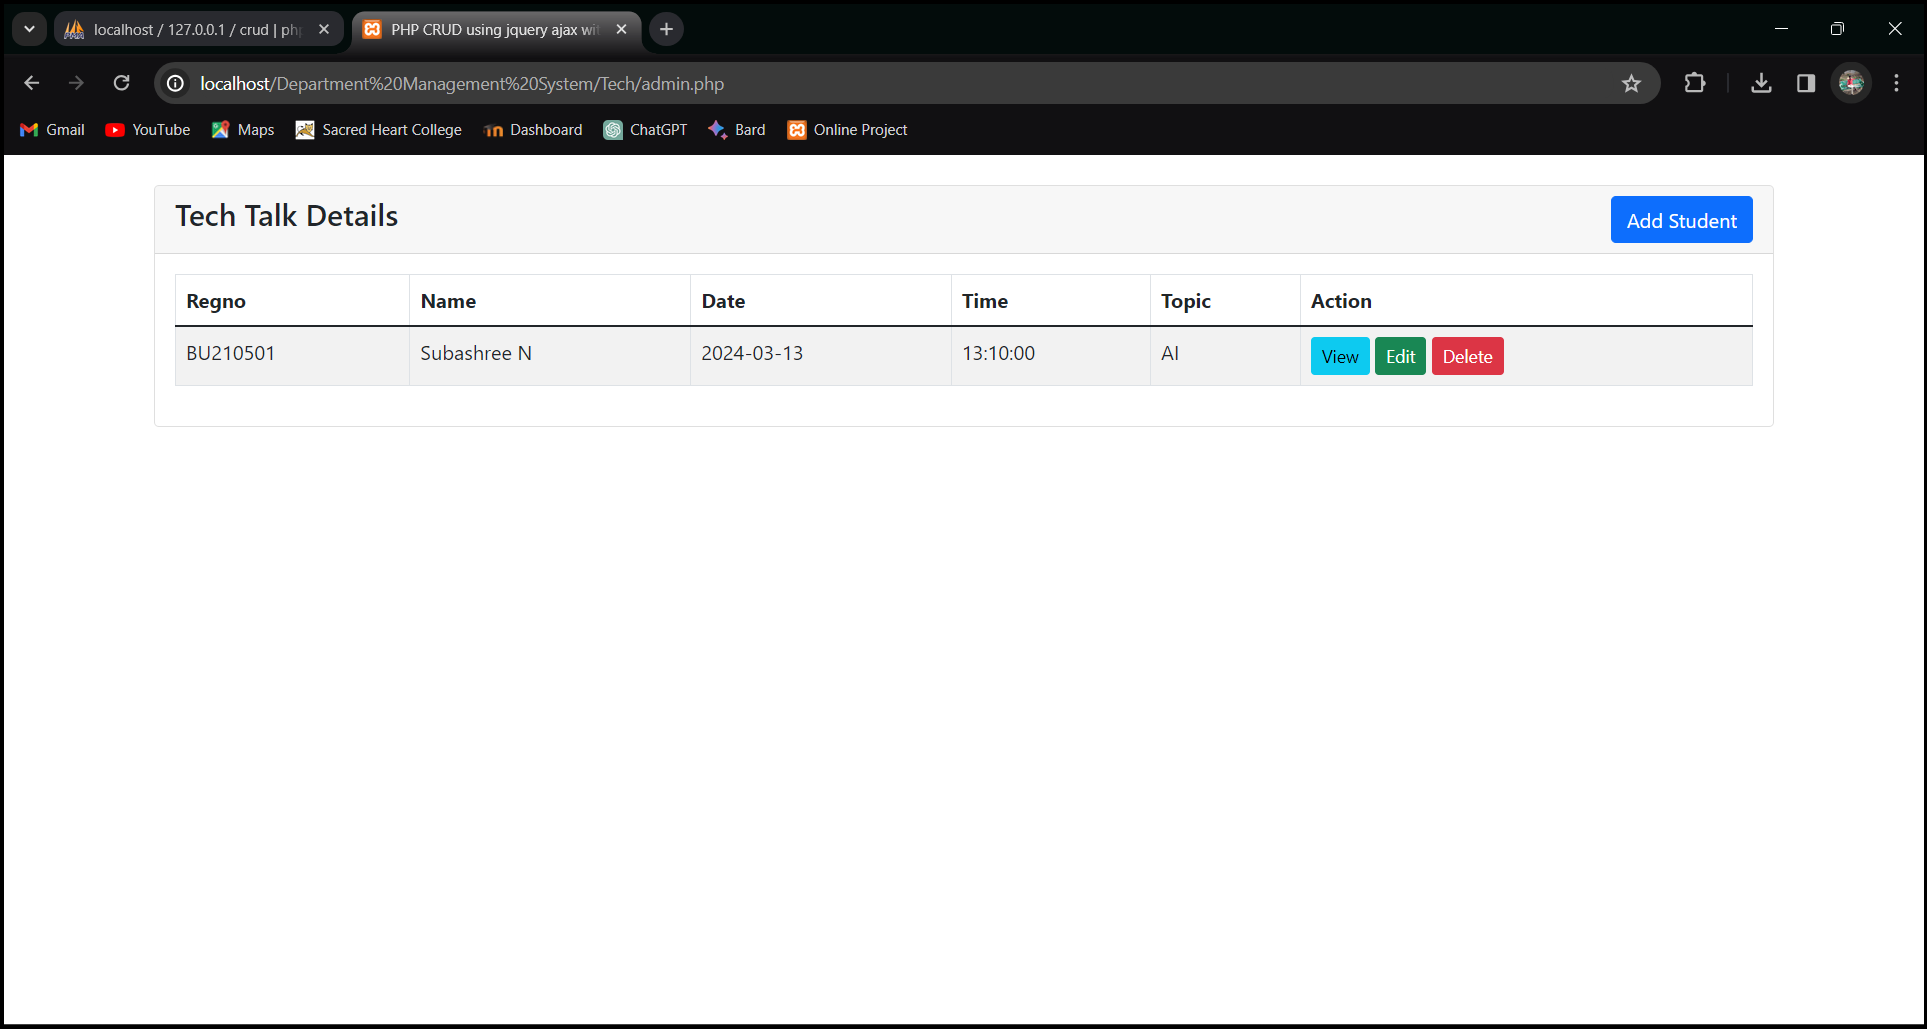 localhost / 127.0.0.1 / crud | ph
PHP CRUD using jquery ajax wi
localhost/Department%20Management%20System/Tech/admin.php
Gmail YouTube Maps Sacred Heart College Dashboard ChatGPT Bard Online Project
Tech Talk Details Add Student
Regno Name Date Time Topic Action
BU210501 Subashree N 2024-03-13 13:10:00 AI View Edit Delete